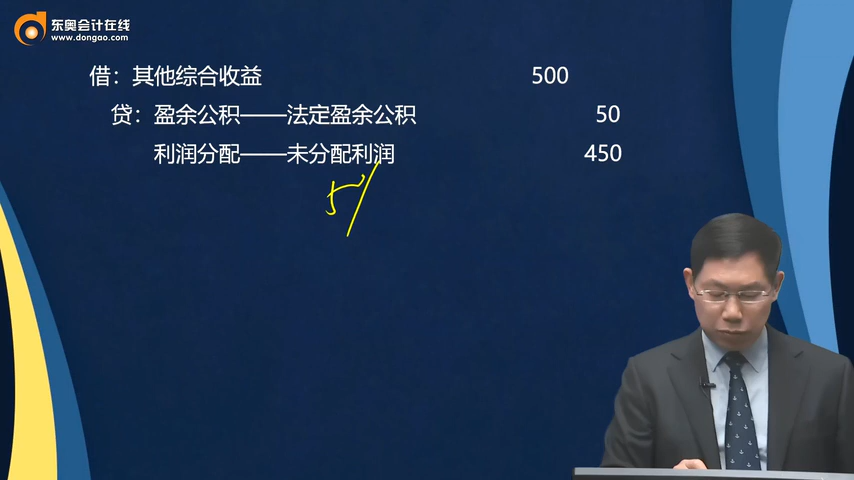 东奥会计在线
www.dongao.com
借：其他综合收益 500
贷：盈余公积——法定盈余公积 50
利润分配——未分配利润 450